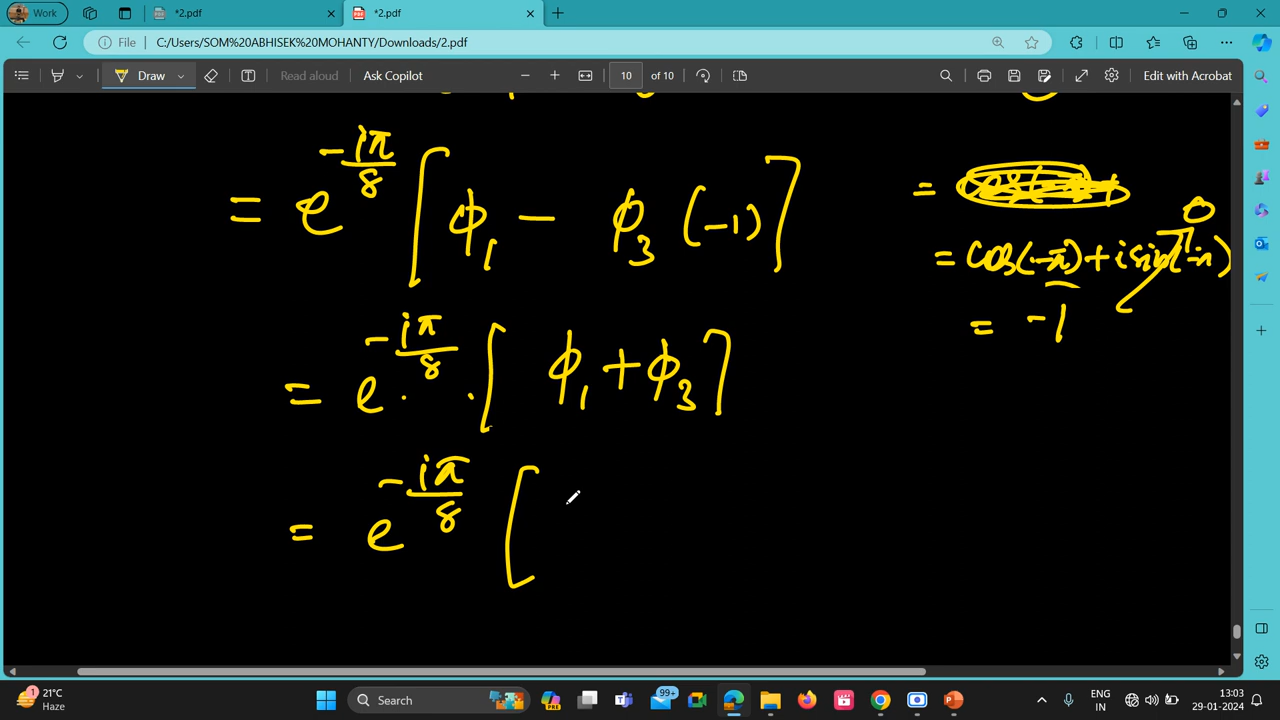 Work
*2.pdf
*2.pdf
File C:/Users/SOM%20ABHISEK%20MOHANTY/Downloads/2.pdf
Draw Read aloud Ask Copilot 10 of 10 Edit with Acrobat
= e^(-iπ/8) [ ϕ₁ - ϕ₃ (-1) ]
= cos(-π) + i sin(-π) 0
= -1
= e^(-iπ/8) · [ ϕ₁ + ϕ₃ ]
= e^(-iπ/8) [
1 21°C
Haze
Search
PRE
99+
ENG
IN
13:03
29-01-2024